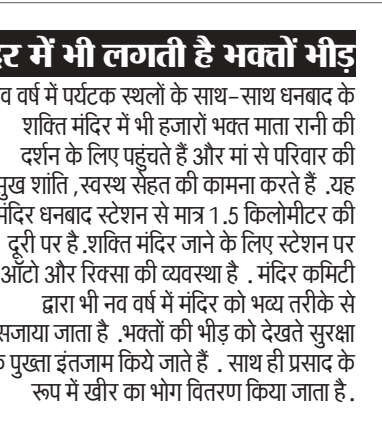 में भी लगती है भक्तों भीड़
वर्ष में पर्यटक स्थलों के साथ-साथ धनबाद के
शक्ति मंदिर में भी हजारों भक्त माता रानी की
दर्शन के लिए पहुंचते हैं और मां से परिवार की
सुख शांति ,स्वस्थ सेहत की कामना करते हैं .यह
मंदिर धनबाद स्टेशन से मात्र 1.5 किलोमीटर की
दूरी पर है.शक्ति मंदिर जाने के लिए स्टेशन पर
ऑटो और रिक्सा की व्यवस्था है . मंदिर कमिटी
द्वारा भी नव वर्ष में मंदिर को भव्य तरीके से
सजाया जाता है .भक्तों की भीड़ को देखते सुरक्षा
पुख्ता इंतजाम किये जाते हैं . साथ ही प्रसाद के
रूप में खीर का भोग वितरण किया जाता है.